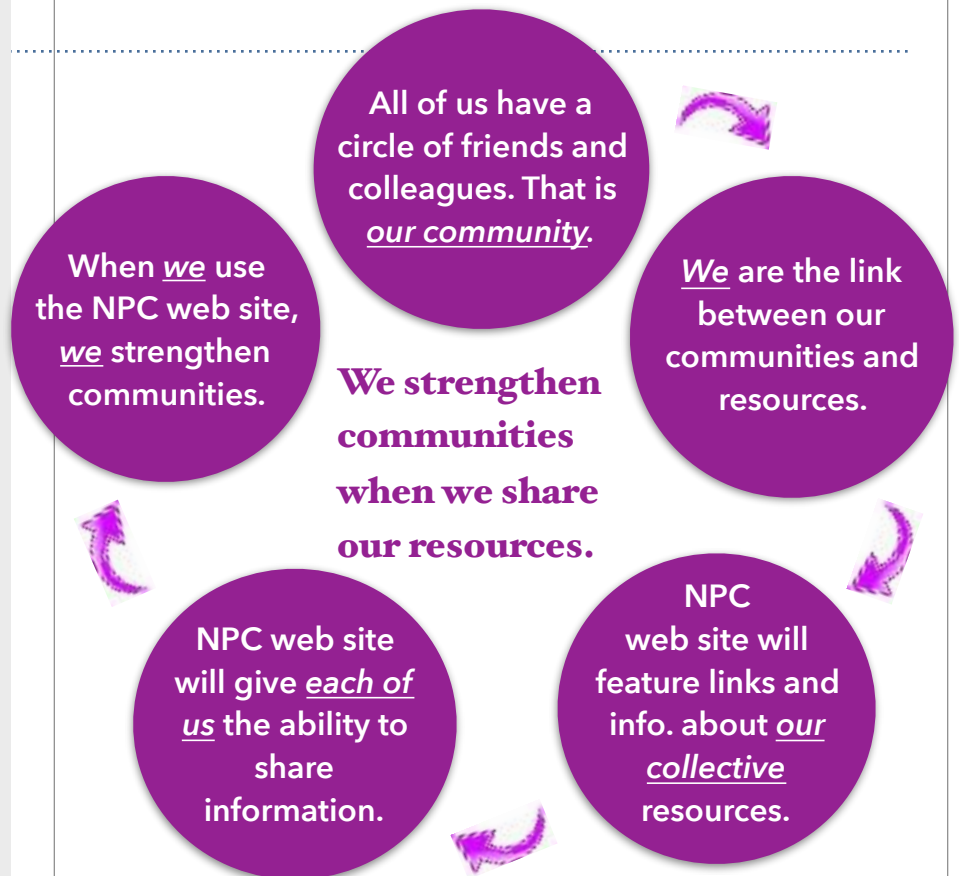 All of us have a
circle of friends and
colleagues. That is
our community.
We are the link
between our
communities and
resources.
NPC
web site will
feature links and
info. about our
collective
resources.
NPC web site
will give each of
us the ability to
share
information.
When we use
the NPC web site,
we strengthen
communities.
We strengthen
communities
when we share
our resources.